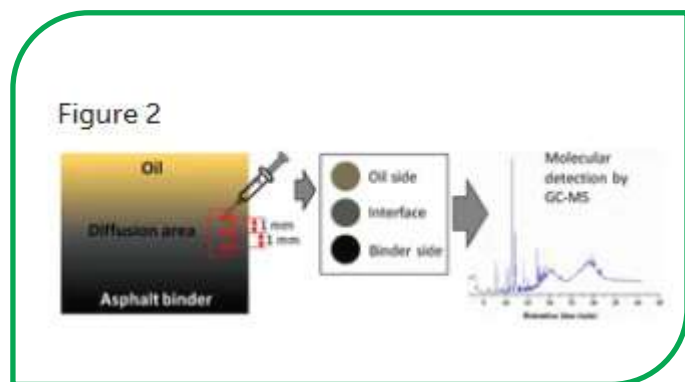 Figure 2
Oil
Diffusion area
Asphalt binder
1 mm
1 mm
Oil side
Interface
Binder side
Molecular
detection by
GC-MS